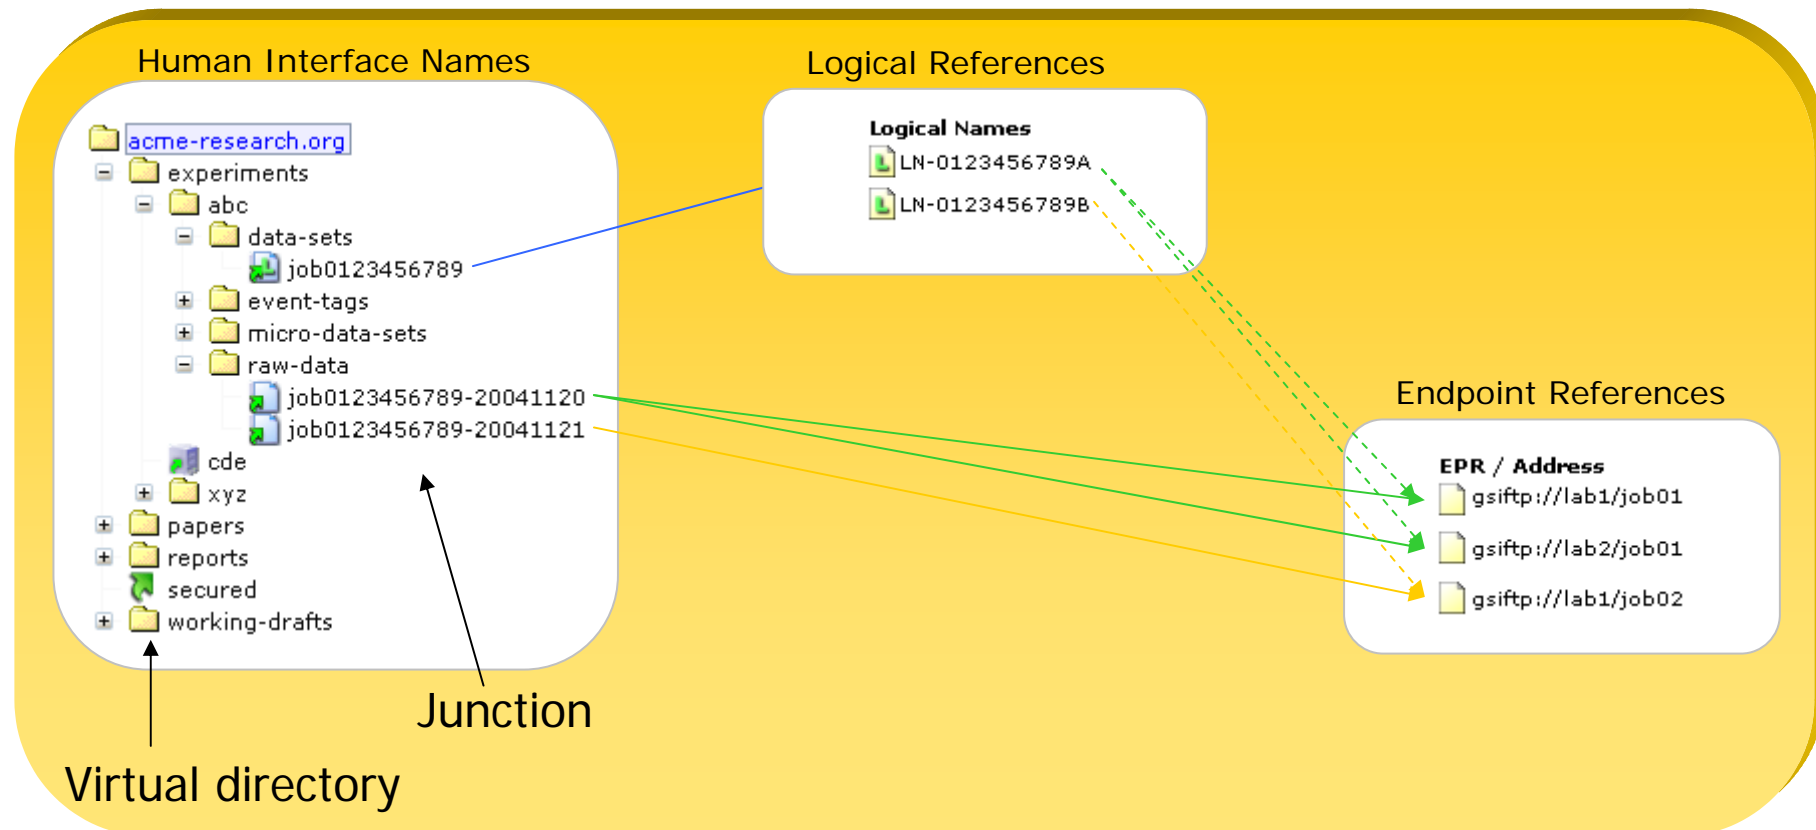 Human Interface Names
acme-research.org
experiments
abc
data-sets
job0123456789
event-tags
micro-data-sets
raw-data
job0123456789-20041120
job0123456789-20041121
cde
xyz
papers
reports
secured
working-drafts
Junction
Virtual directory
Logical References
Logical Names
LN-0123456789A
LN-0123456789B
Endpoint References
EPR / Address
gsiftp://lab1/job01
gsiftp://lab2/job01
gsiftp://lab1/job02